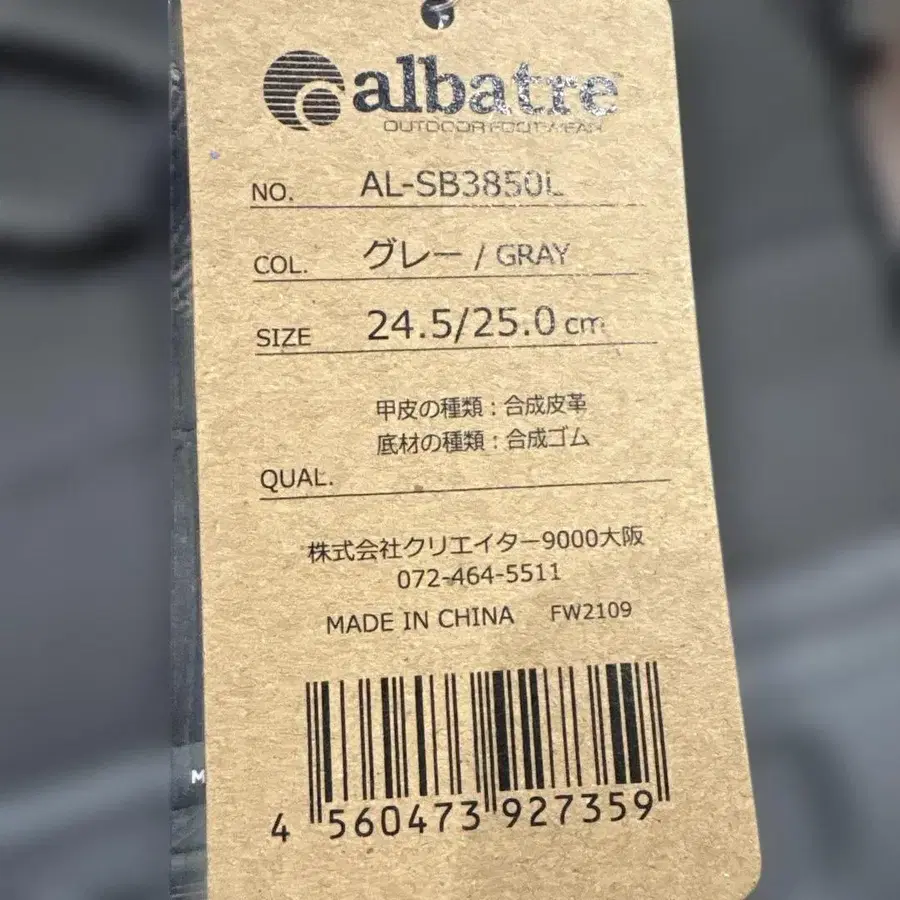 albatre
OUTDOOR FOOTWEAR
NO. AL-SB3850L
COL. グレー / GRAY
SIZE 24.5/25.0 cm
甲皮の種類 : 合成皮革
底材の種類 : 合成ゴム
QUAL.
株式会社クリエイター9000大阪
072-464-5511
MADE IN CHINA FW2109
4 560473 927359
M